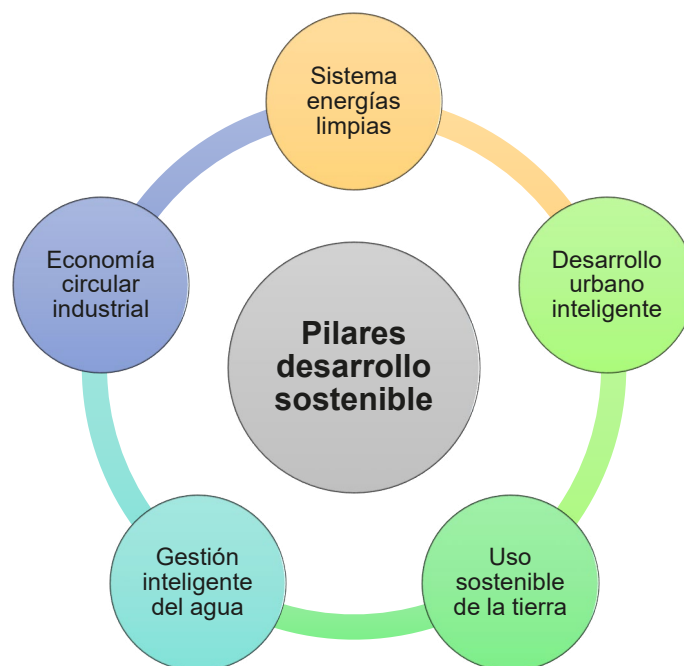 Sistema
energías
limpias
Desarrollo
urbano
inteligente
Uso
sostenible
de la tierra
Gestión
inteligente
del agua
Economía
circular
industrial
Pilares
desarrollo
sostenible